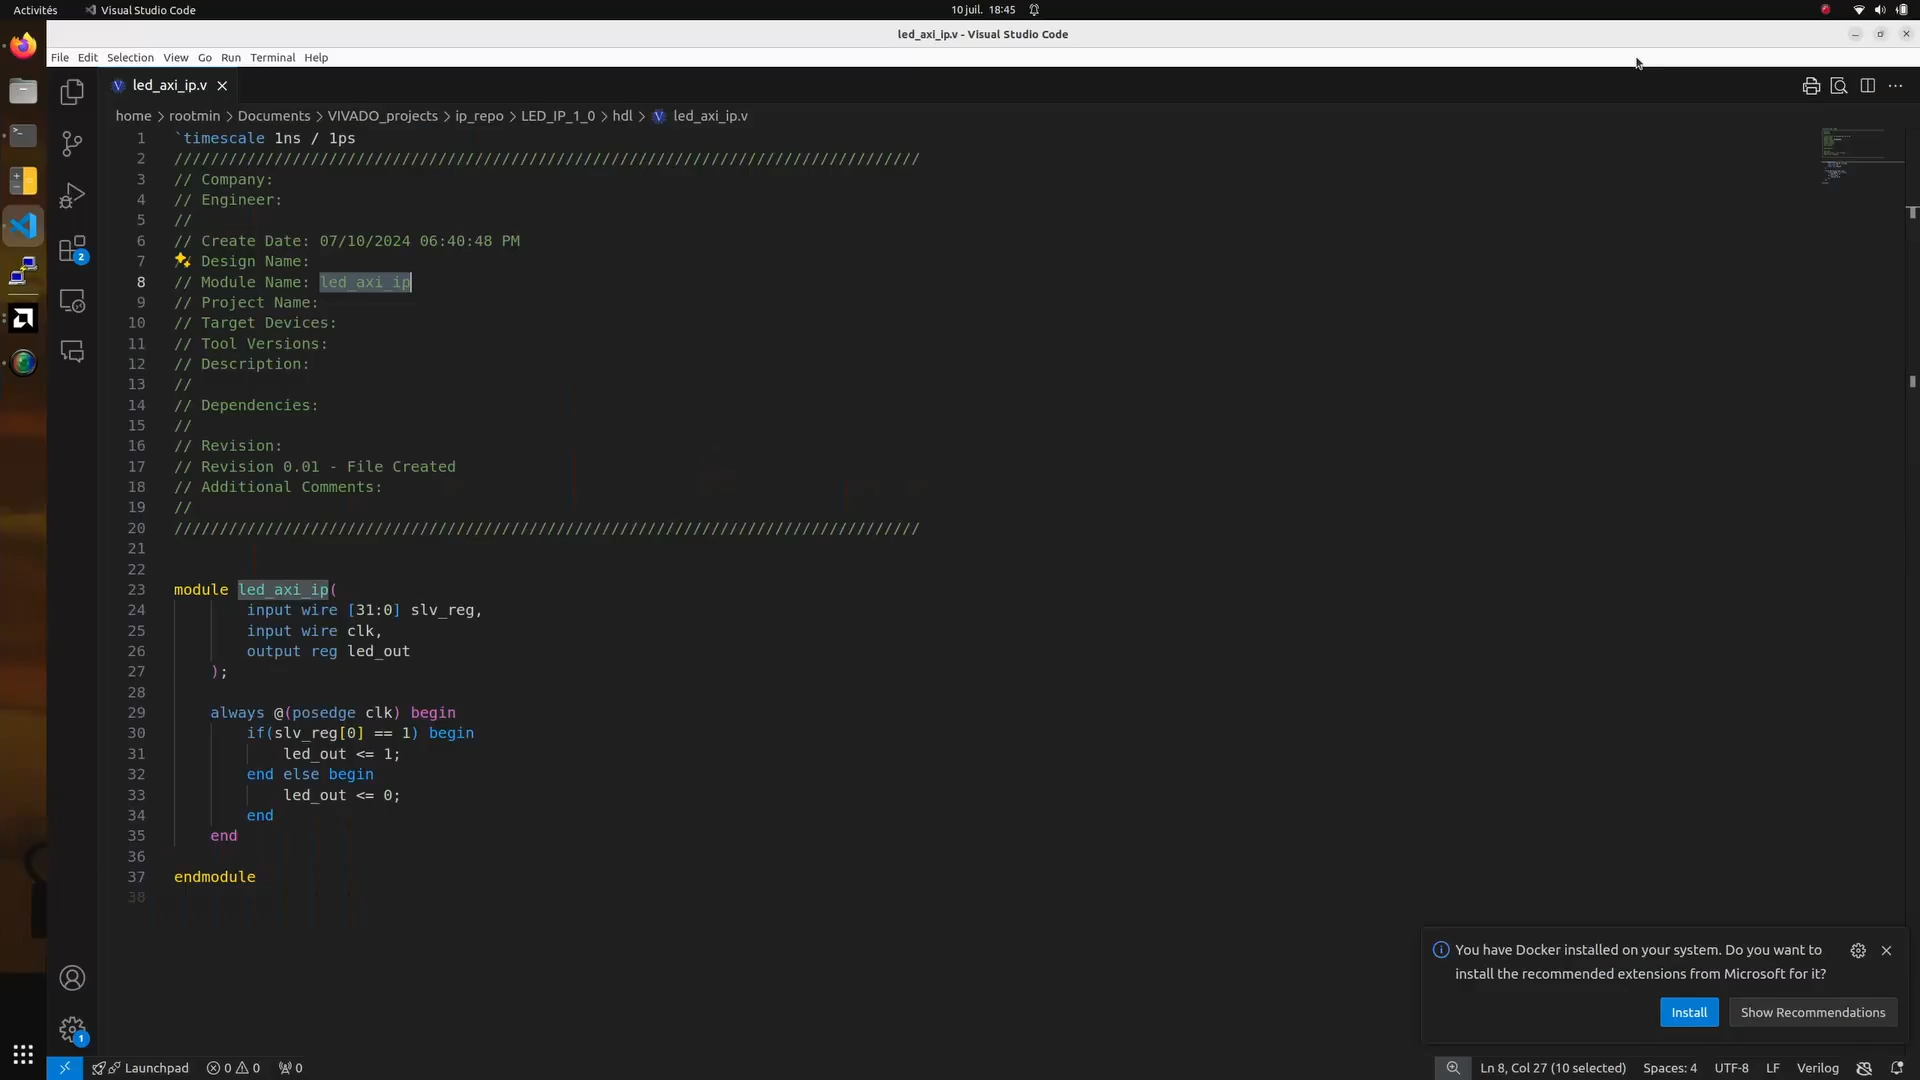 Activités
Visual Studio Code
10 juil. 18:45
led_axi_ip.v - Visual Studio Code
File Edit Selection View Go Run Terminal Help
led_axi_ip.v
home > rootmin > Documents > VIVADO_projects > ip_repo > LED_IP_1_0 > hdl > led_axi_ip.v
1 `timescale 1ns / 1ps
2 //////////////////////////////////////////////////////////////////////////////////
3 // Company:
4 // Engineer:
5 //
6 // Create Date: 07/10/2024 06:40:48 PM
7 // Design Name:
8 // Module Name: led_axi_ip
9 // Project Name:
10 // Target Devices:
11 // Tool Versions:
12 // Description:
13 //
14 // Dependencies:
15 //
16 // Revision:
17 // Revision 0.01 - File Created
18 // Additional Comments:
19 //
20 //////////////////////////////////////////////////////////////////////////////////
21
22
23 module led_axi_ip(
24 input wire [31:0] slv_reg,
25 input wire clk,
26 output reg led_out
27 );
28
29 always @(posedge clk) begin
30 if(slv_reg[0] == 1) begin
31 led_out <= 1;
32 end else begin
33 led_out <= 0;
34 end
35 end
36
37 endmodule
38
2
1
You have Docker installed on your system. Do you want to
install the recommended extensions from Microsoft for it?
Install
Show Recommendations
Launchpad 0 0 0
Ln 8, Col 27 (10 selected) Spaces: 4 UTF-8 LF Verilog